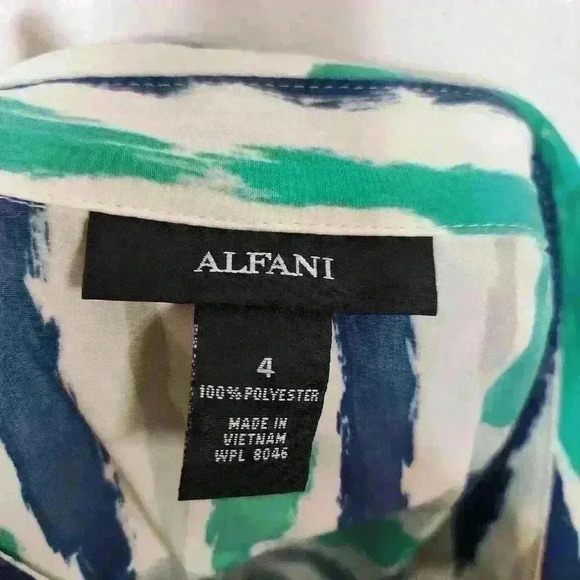 ALFANI
4
100% POLYESTER
MADE IN
VIETNAM
WPL 8046